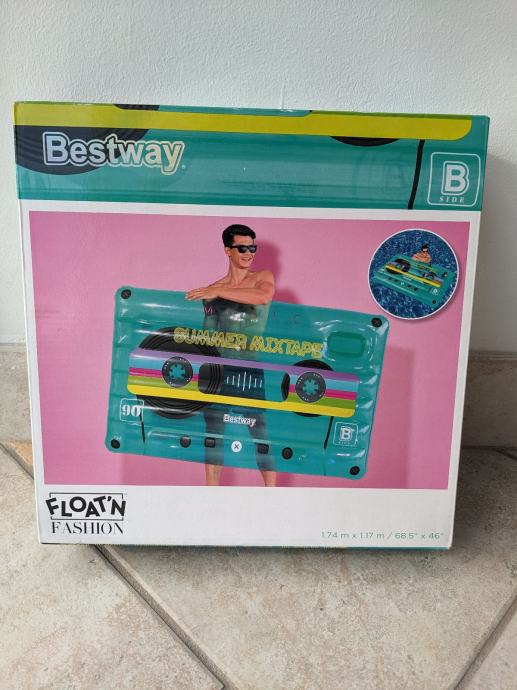 Bestway
B
SIDE
SUMMER MIXTAPE
90
Bestway
B
FLOAT'N
FASHION
1.74 m x 1.17 m / 68.5" x 46"